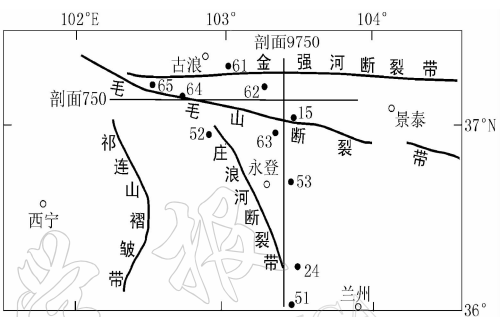 102°E
103°
104°
剖面9750
古浪
61
金强河断裂带
65
64
62
毛毛山断裂带
剖面750
15
景泰
37°N
52
63
祁连山褶皱带
庄浪河断裂带
永登
53
西宁
24
51
兰州
36°